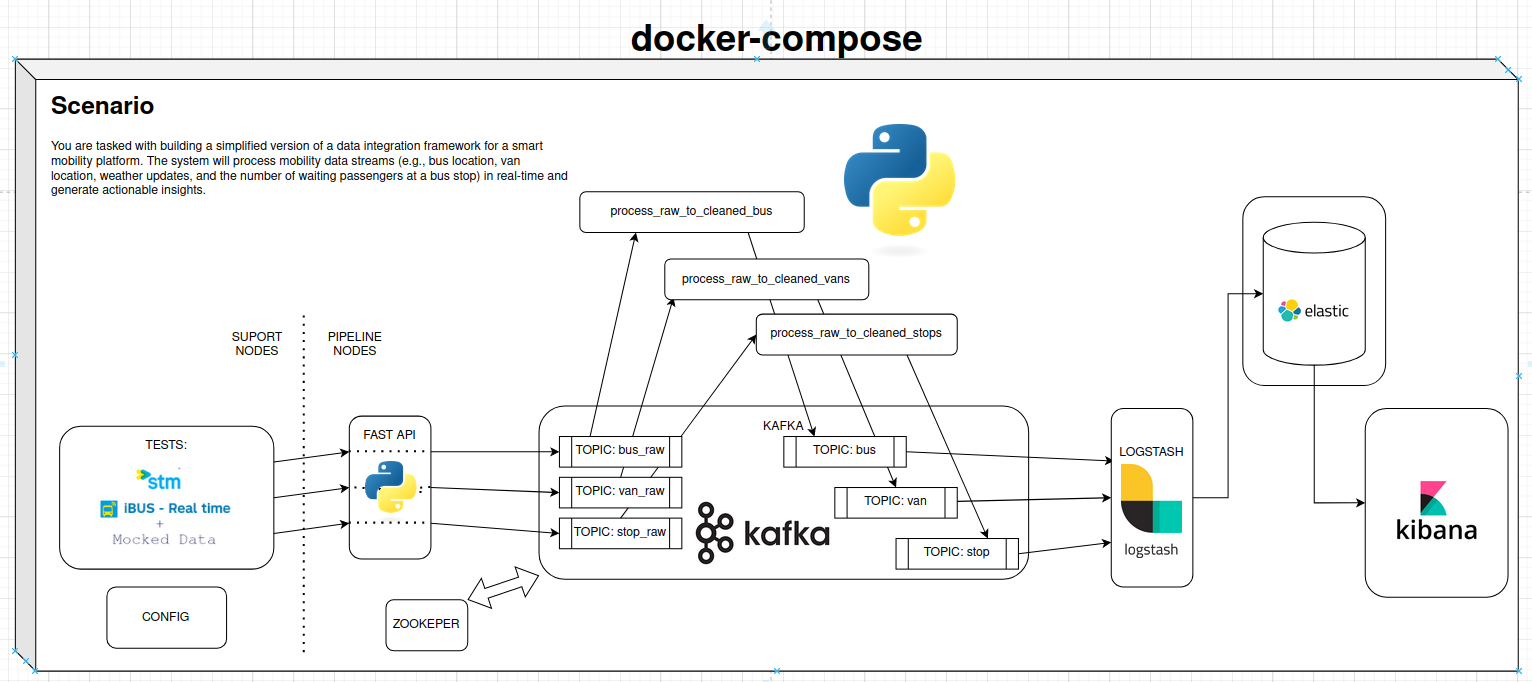 docker-compose
Scenario
You are tasked with building a simplified version of a data integration framework for a smart
mobility platform. The system will process mobility data streams (e.g., bus location, van
location, weather updates, and the number of waiting passengers at a bus stop) in real-time and
generate actionable insights.
process_raw_to_cleaned_bus
process_raw_to_cleaned_vans
process_raw_to_cleaned_stops
SUPORT
NODES
PIPELINE
NODES
TESTS:
stm
iBUS - Real time
+
Mocked Data
CONFIG
FAST API
ZOOKEPER
KAFKA
TOPIC: bus_raw
TOPIC: van_raw
TOPIC: stop_raw
kafka
TOPIC: bus
TOPIC: van
TOPIC: stop
LOGSTASH
logstash
elastic
kibana